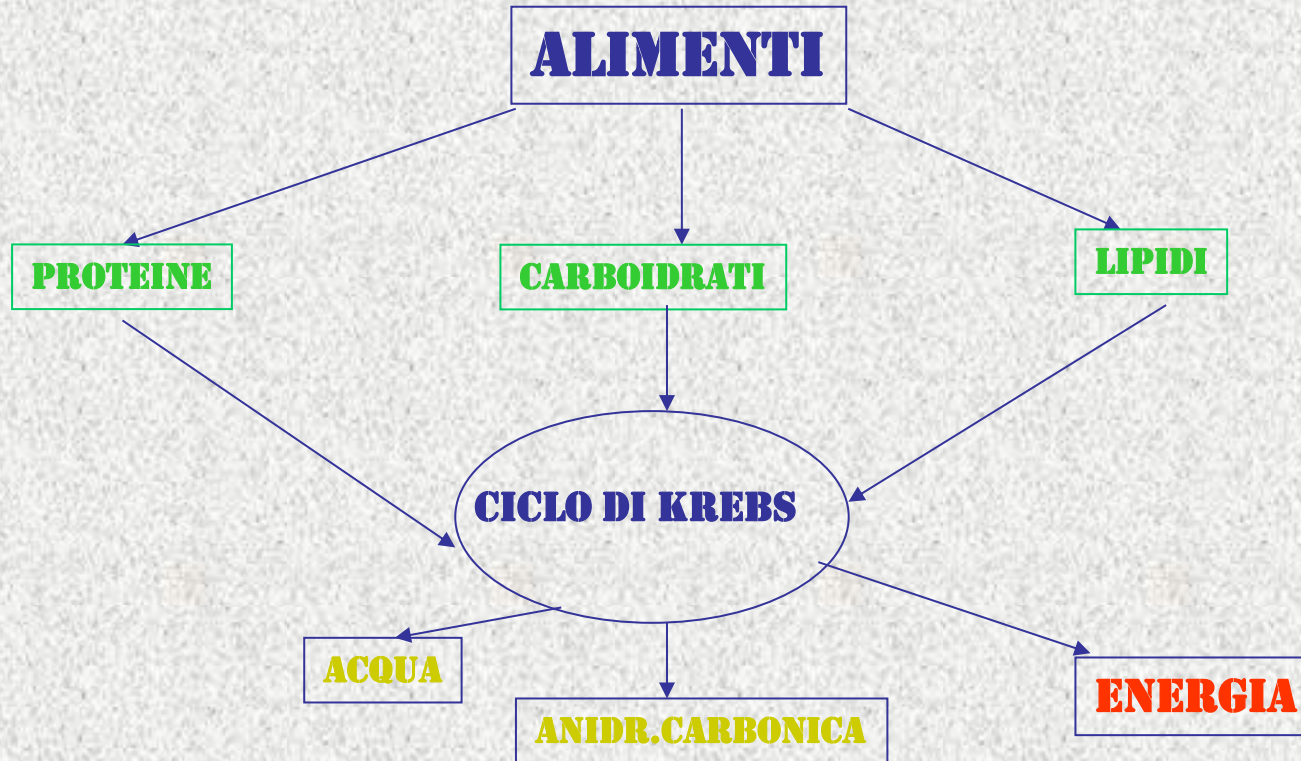 ALIMENTI
PROTEINE
CARBOIDRATI
LIPIDI
CICLO DI KREBS
ACQUA
ANIDR.CARBONICA
ENERGIA